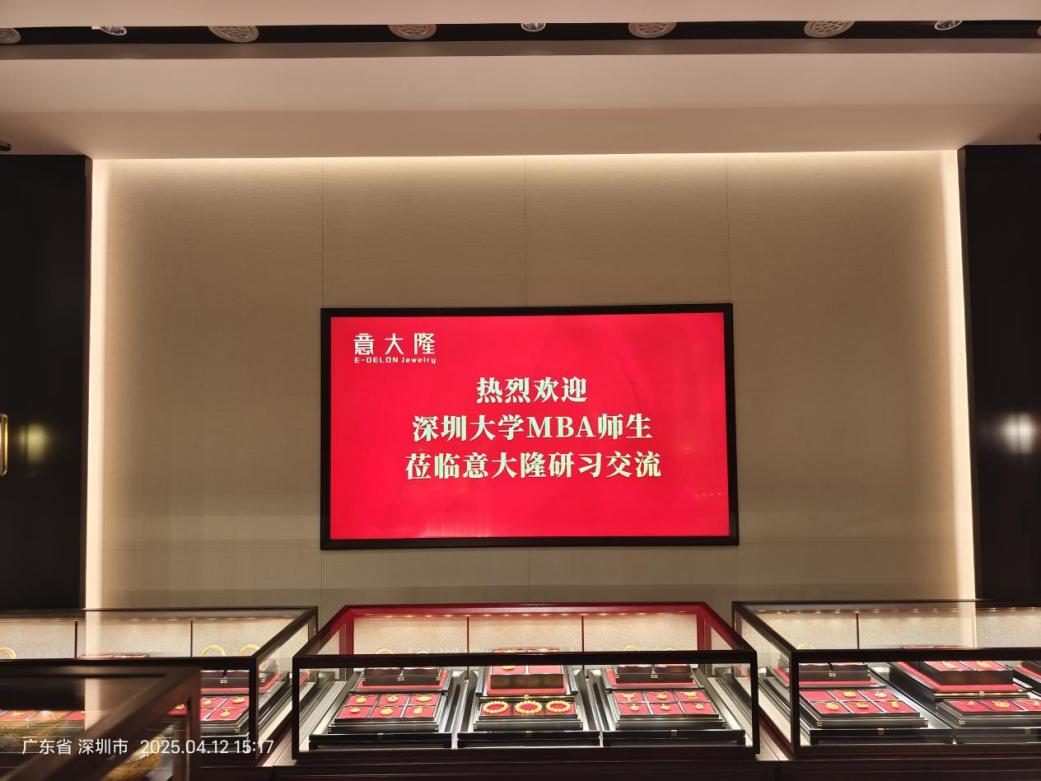 意大隆
E-DELON Jewelry
热烈欢迎
深圳大学MBA师生
莅临意大隆研习交流
广东省 深圳市 2025.04.12 15:17